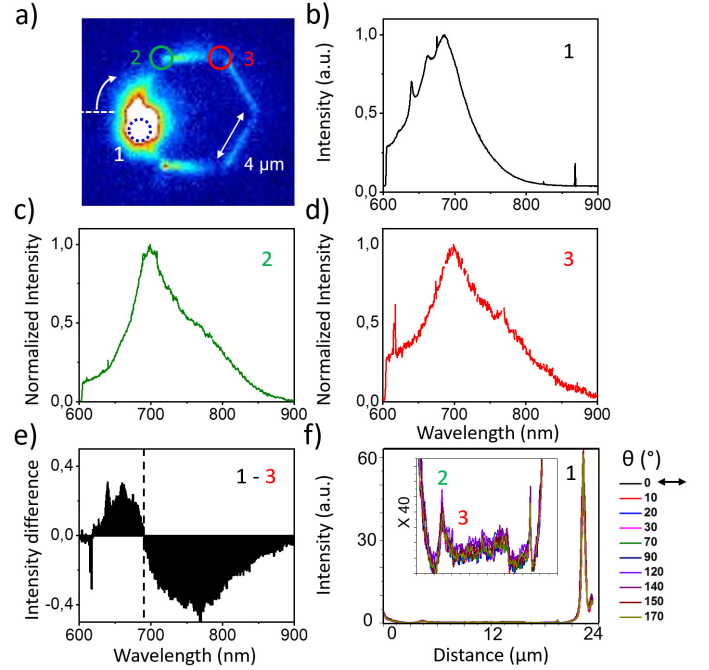 a)
2
3
1
4 µm
b)
1
Intensity (a.u.)
1,0
0,5
0,0
600 700 800 900
c)
2
Normalized Intensity
1,0
0,5
,00
600 700 800 900
d)
3
Normalized Intensity
1,0
0,5
,00
600 700 800 900
Wavelength (nm)
e)
1 - 3
Intensity difference
0.4
0.0
-0.4
600 700 800 900
Wavelength (nm)
f)
1
2
3
X 40
Intensity (a.u.)
60
30
0
0 12 24
Distance (µm)
θ (°)
0
10
20
30
70
90
120
140
150
170